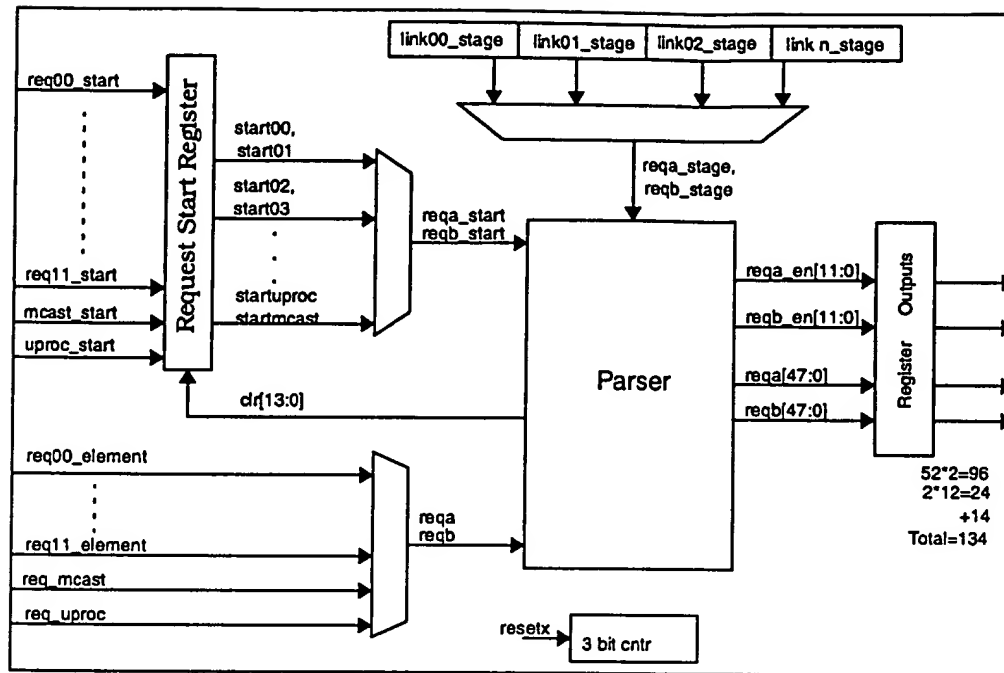 link00_stage
link01_stage
link02_stage
link n_stage
req00_start
Request Start Register
start00,
start01
start02,
start03
startuproc
startmcast
req11_start
mcast_start
uproc_start
reqa_start
reqb_start
reqa_stage,
reqb_stage
Parser
clr[13:0]
reqa_en[11:0]
reqb_en[11:0]
reqa[47:0]
reqb[47:0]
Register Outputs
52*2=96
2*12=24
+14
Total=134
req00_element
req11_element
req_mcast
req_uproc
reqa
reqb
resetx
3 bit cntr